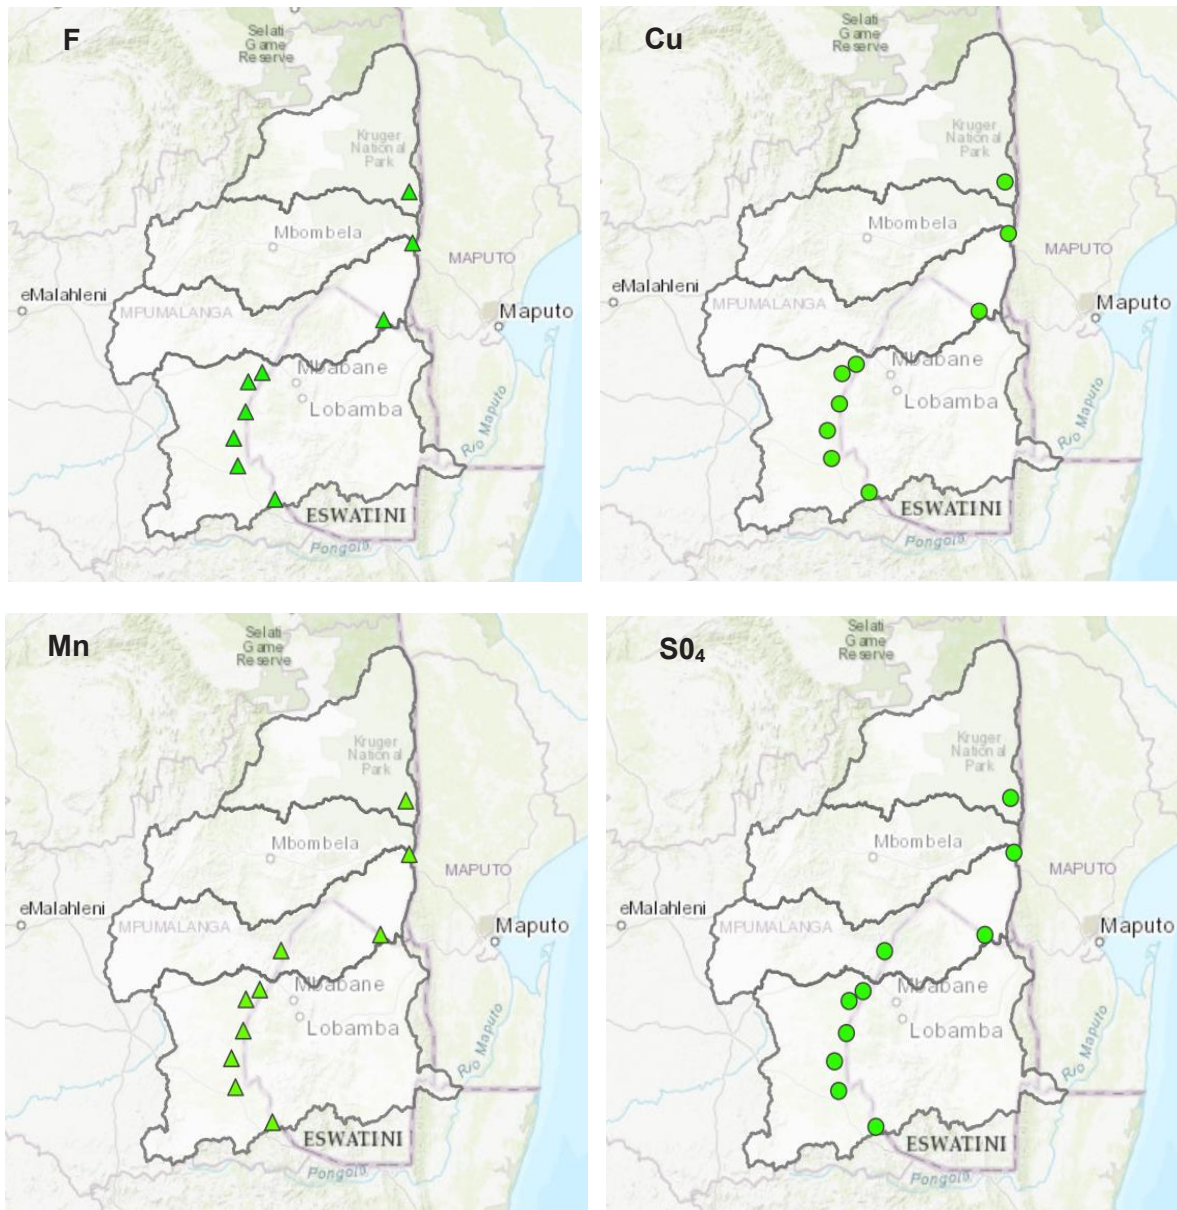 F
Selati
Game
Reserve
Kruger
National
Park
Mbombela
MAPUTO
eMalahleni
MPUMALANGA
Maputo
Mbabane
Lobamba
Rio Maputo
ESWATINI
Pongola
Cu
Selati
Game
Reserve
Kruger
National
Park
Mbombela
MAPUTO
eMalahleni
MPUMALANGA
Maputo
Mbabane
Lobamba
Rio Maputo
ESWATINI
Pongola
Mn
Selati
Game
Reserve
Kruger
National
Park
Mbombela
MAPUTO
eMalahleni
MPUMALANGA
Maputo
Mbabane
Lobamba
Rio Maputo
ESWATINI
Pongola
S0₄
Selati
Game
Reserve
Kruger
National
Park
Mbombela
MAPUTO
eMalahleni
MPUMALANGA
Maputo
Mbabane
Lobamba
Rio Maputo
ESWATINI
Pongola